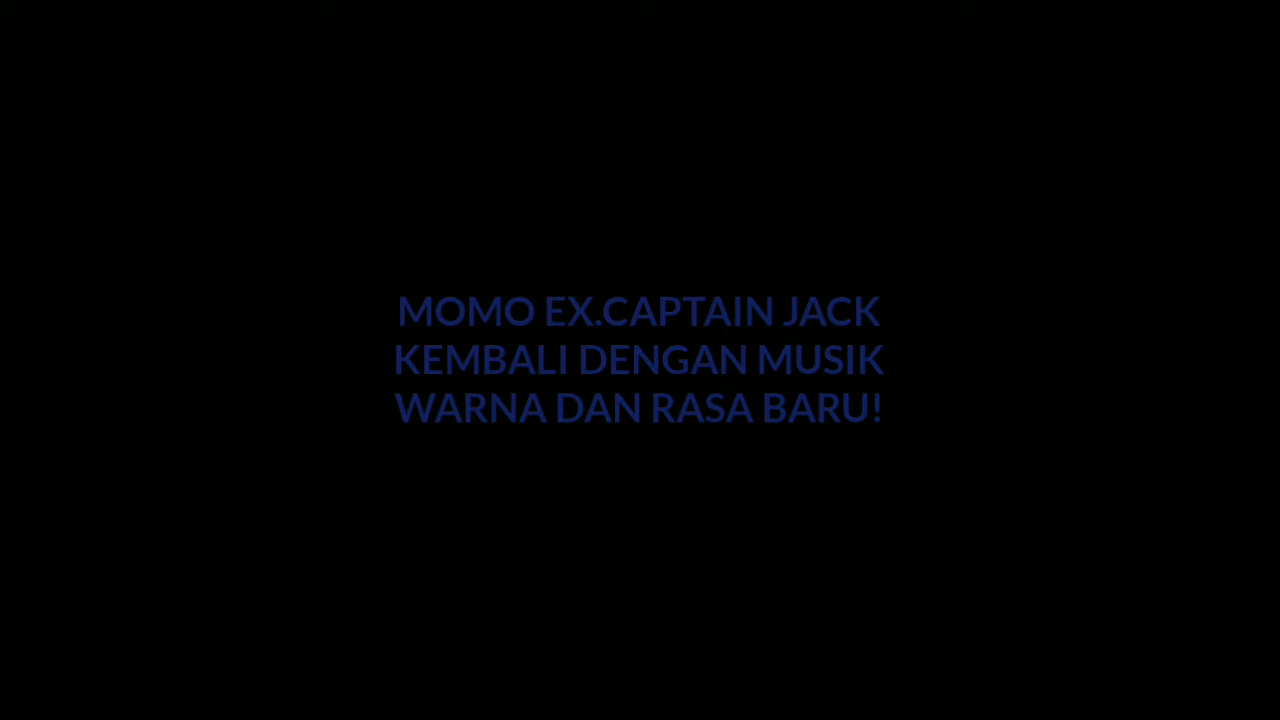 MOMO EX.CAPTAIN JACK
KEMBALI DENGAN MUSIK
WARNA DAN RASA BARU!